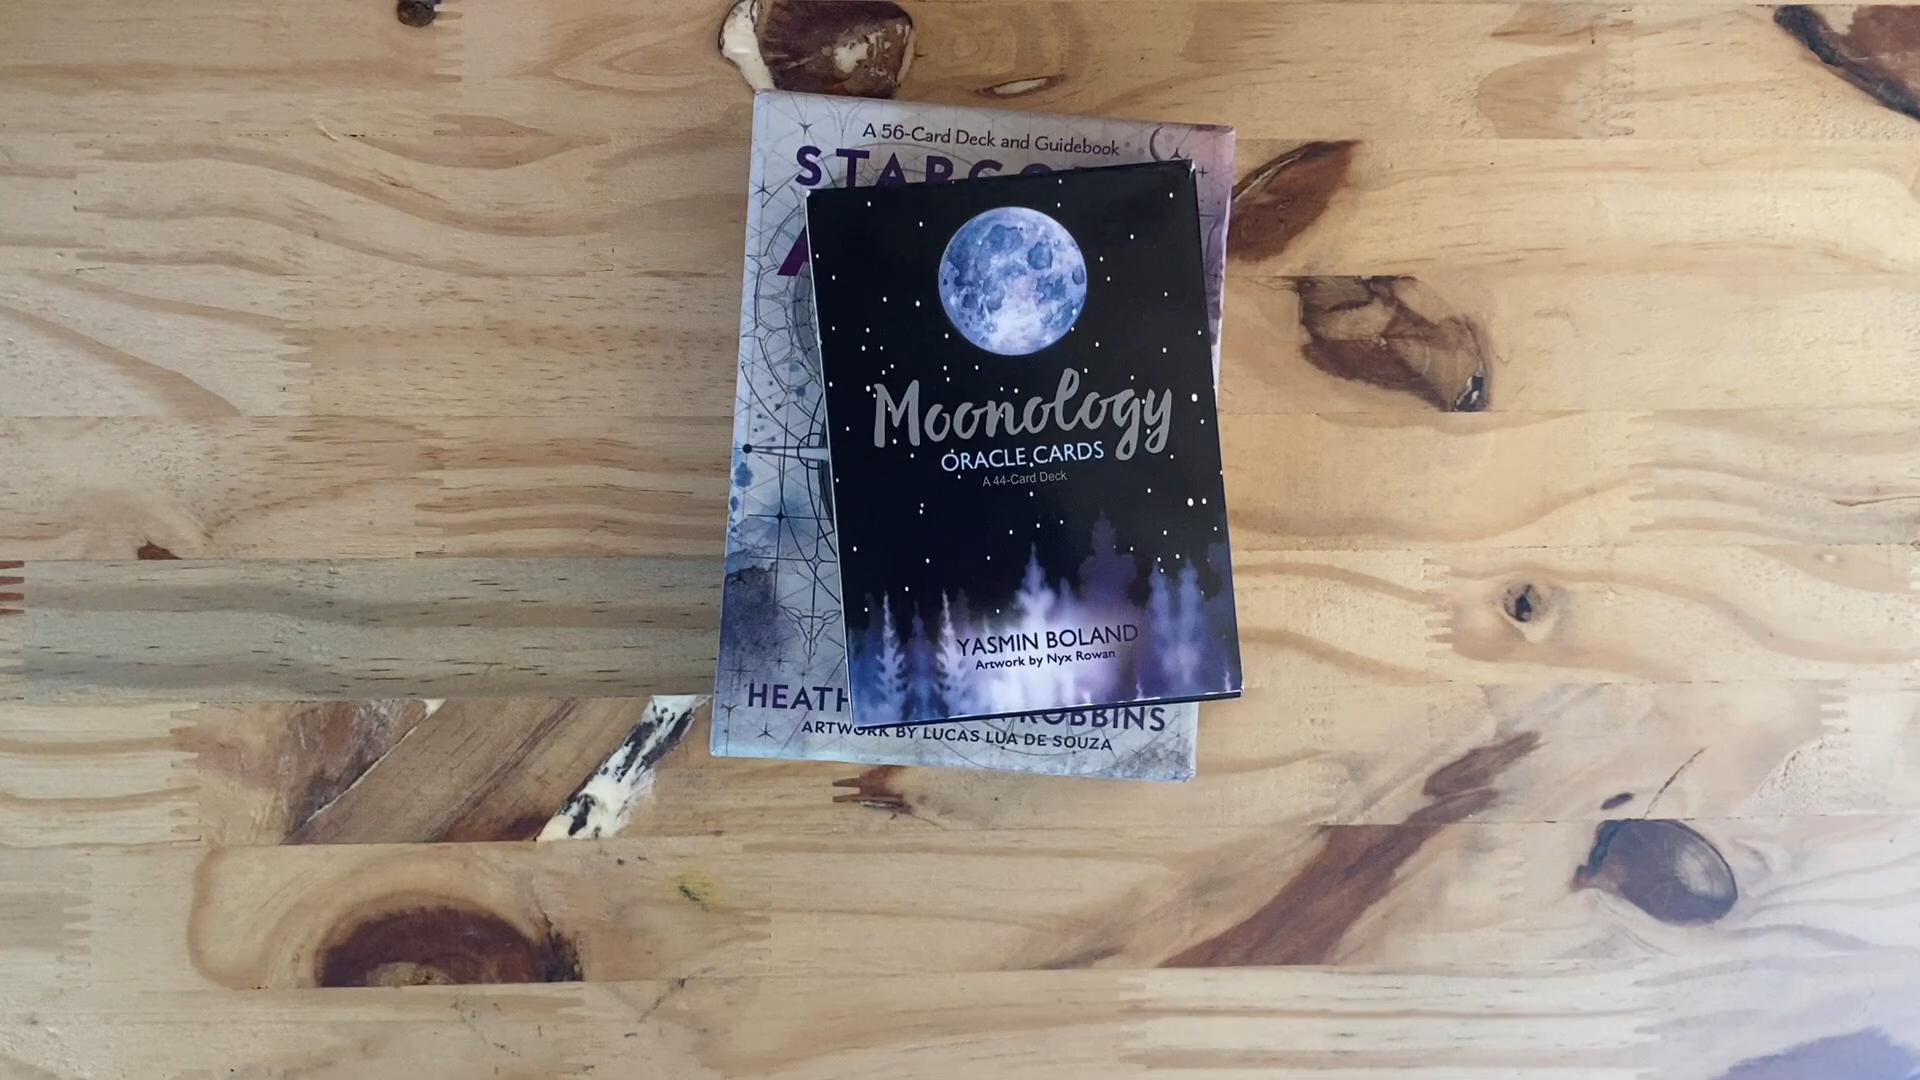 A 56-Card Deck and Guidebook
Moonology
ORACLE CARDS
A 44-Card Deck
YASMIN BOLAND
Artwork by Nyx Rowan
ROBBINS
ARTWORK BY LUCAS LUA DE SOUZA